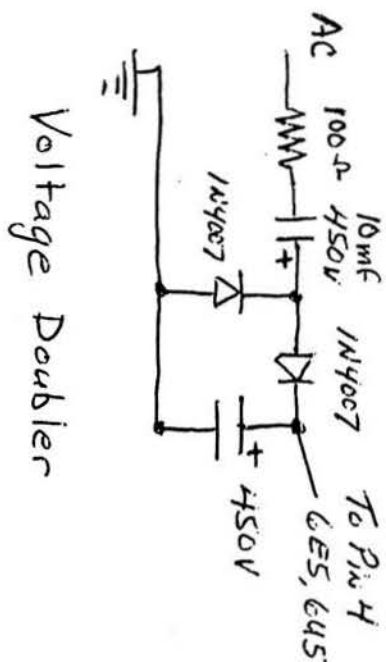 AC
100Ω
10mf
450V
1N4007
1N4007
To Pin 4
6E5, 6U5
+
+
450V
Voltage Doubler